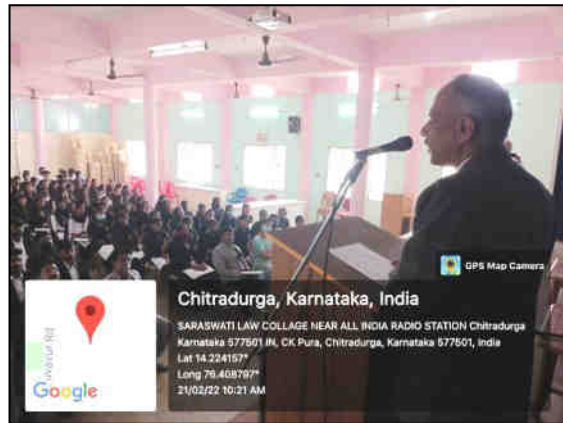 GPS Map Camera
Chitradurga, Karnataka, India
SARASWATI LAW COLLAGE NEAR ALL INDIA RADIO STATION Chitradurga
Karnataka 577501 IN, CK Pura, Chitradurga, Karnataka 577501, India
Lat 14.224157°
Long 76.408797°
21/02/22 10:21 AM
Google